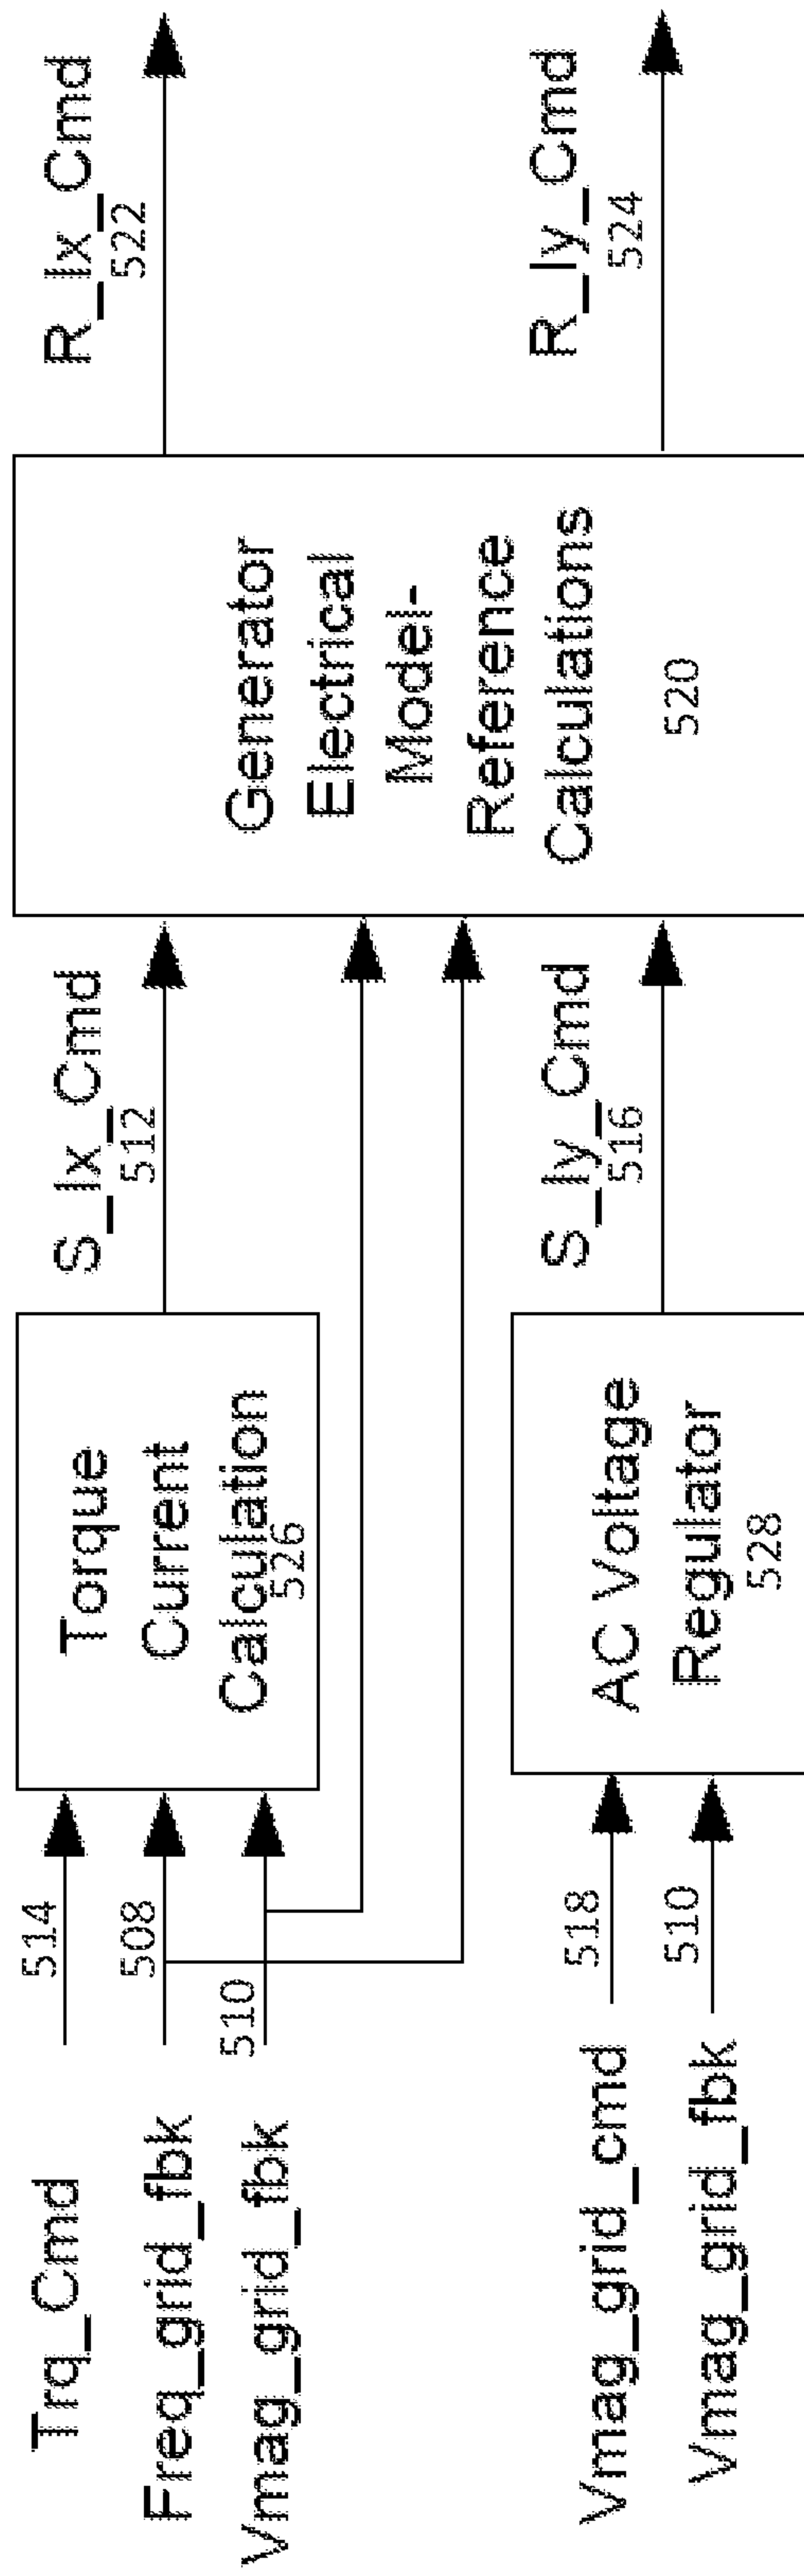 Trq_Cmd
514
Freq_grid_fbk
508
Vmag_grid_fbk
510
Torque
Current
Calculation
526
S_Ix_Cmd
512
Vmag_grid_cmd
518
Vmag_grid_fbk
510
AC Voltage
Regulator
528
S_Iy_Cmd
516
Generator
Electrical
Model-
Reference
Calculations
520
R_Ix_Cmd
522
R_Iy_Cmd
524